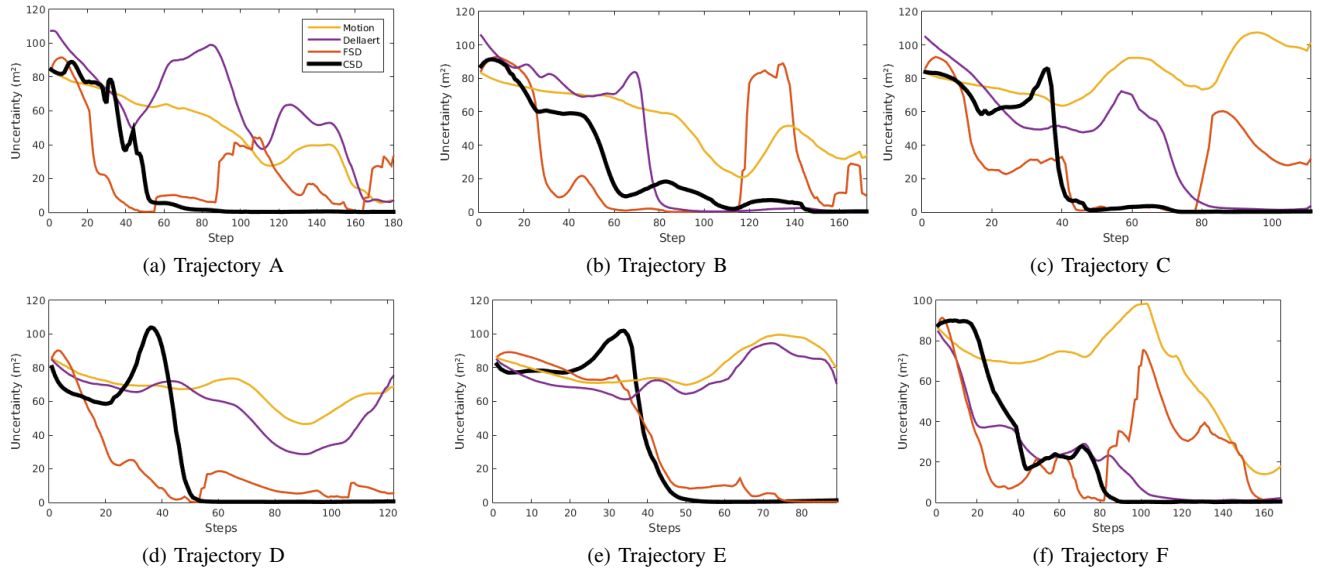 120
100
80
60
40
20
0
Uncertainty (m²)
Motion
Dellaert
FSD
CSD
0 20 40 60 80 100 120 140 160 180
Step
(a) Trajectory A
120
100
80
60
40
20
0
Uncertainty (m²)
0 20 40 60 80 100 120 140 160
Step
(b) Trajectory B
120
100
80
60
40
20
0
Uncertainty (m²)
0 20 40 60 80 100
Step
(c) Trajectory C
120
100
80
60
40
20
0
Uncertainty (m²)
0 20 40 60 80 100 120
Steps
(d) Trajectory D
120
100
80
60
40
20
0
Uncertainty (m²)
0 10 20 30 40 50 60 70 80
Steps
(e) Trajectory E
100
80
60
40
20
0
Uncertainty (m²)
0 20 40 60 80 100 120 140 160
Steps
(f) Trajectory F